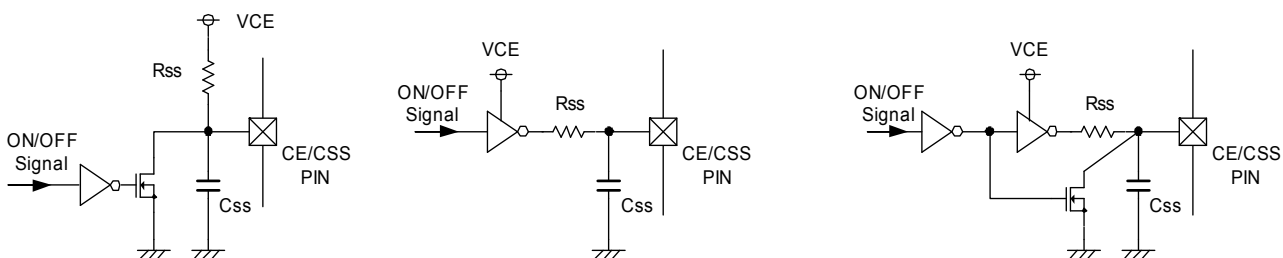 VCE
Rss
ON/OFF
Signal
CE/CSS
PIN
Css
VCE
ON/OFF
Signal
Rss
CE/CSS
PIN
Css
VCE
ON/OFF
Signal
Rss
CE/CSS
PIN
Css